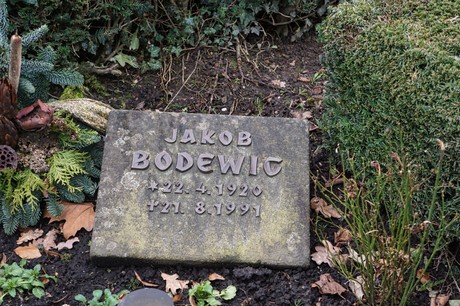 JAKOB
BODEWIG
* 22. 4. 1920
† 21. 8. 1991